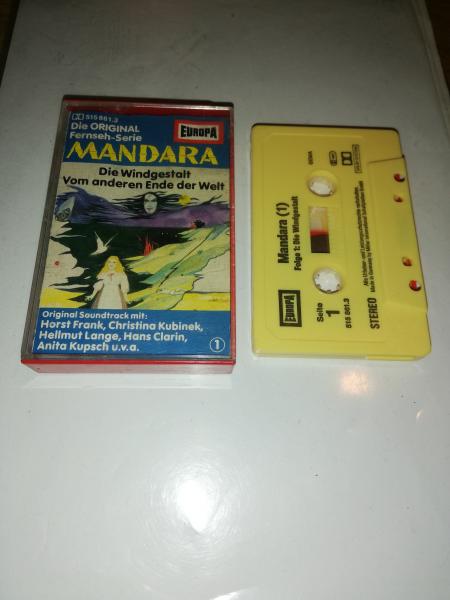 515 861.3
Die ORIGINAL
Fernseh-Serie
EUROPA
MANDARA
Die Windgestalt
Vom anderen Ende der Welt
Original Soundtrack mit:
Horst Frank, Christina Kubinek,
Hellmut Lange, Hans Clarin,
Anita Kupsch u.v.a.
1
Mandara (1)
Folge 1: Die Windgestalt
EUROPA
Seite
1
515 861.3
STEREO
GEMA